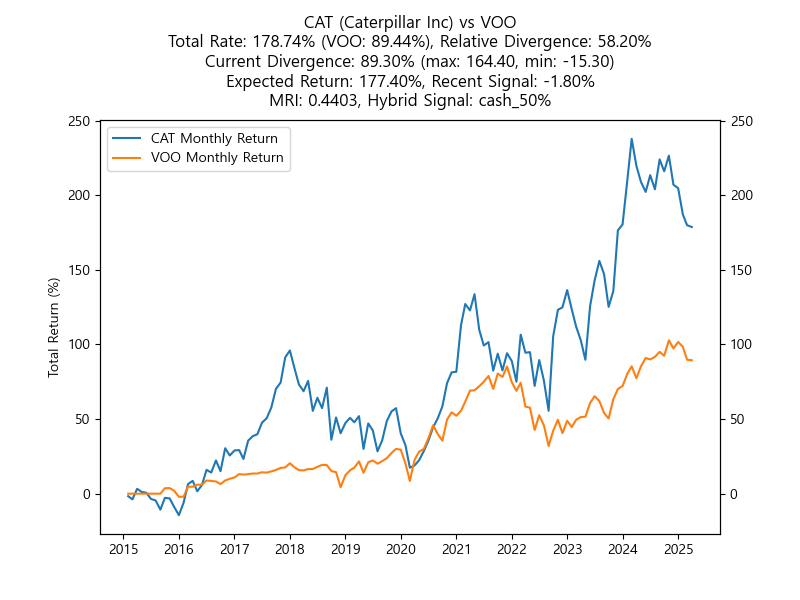 CAT (Caterpillar Inc) vs VOO
Total Rate: 178.74% (VOO: 89.44%), Relative Divergence: 58.20%
Current Divergence: 89.30% (max: 164.40, min: -15.30)
Expected Return: 177.40%, Recent Signal: -1.80%
MRI: 0.4403, Hybrid Signal: cash_50%
CAT Monthly Return
VOO Monthly Return
Total Return (%)
250
200
150
100
50
0
250
200
150
100
50
0
2015 2016 2017 2018 2019 2020 2021 2022 2023 2024 2025